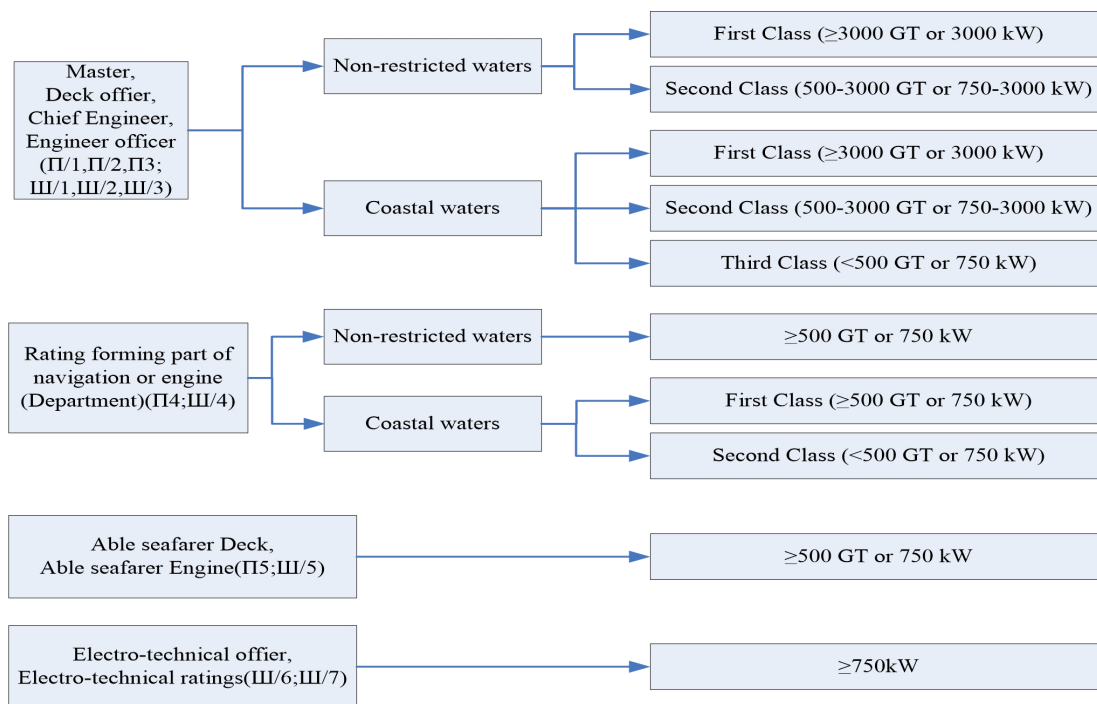 Master,
Deck offier,
Chief Engineer,
Engineer officer
(П/1,П/2,П3;
Ш/1,Ш/2,Ш/3)
Non-restricted waters
First Class (≥3000 GT or 3000 kW)
Second Class (500-3000 GT or 750-3000 kW)
Coastal waters
First Class (≥3000 GT or 3000 kW)
Second Class (500-3000 GT or 750-3000 kW)
Third Class (<500 GT or 750 kW)
Rating forming part of
navigation or engine
(Department)(П4;Ш/4)
Non-restricted waters
≥500 GT or 750 kW
Coastal waters
First Class (≥500 GT or 750 kW)
Second Class (<500 GT or 750 kW)
Able seafarer Deck,
Able seafarer Engine(П5;Ш/5)
≥500 GT or 750 kW
Electro-technical offier,
Electro-technical ratings(Ш/6;Ш/7)
≥750kW